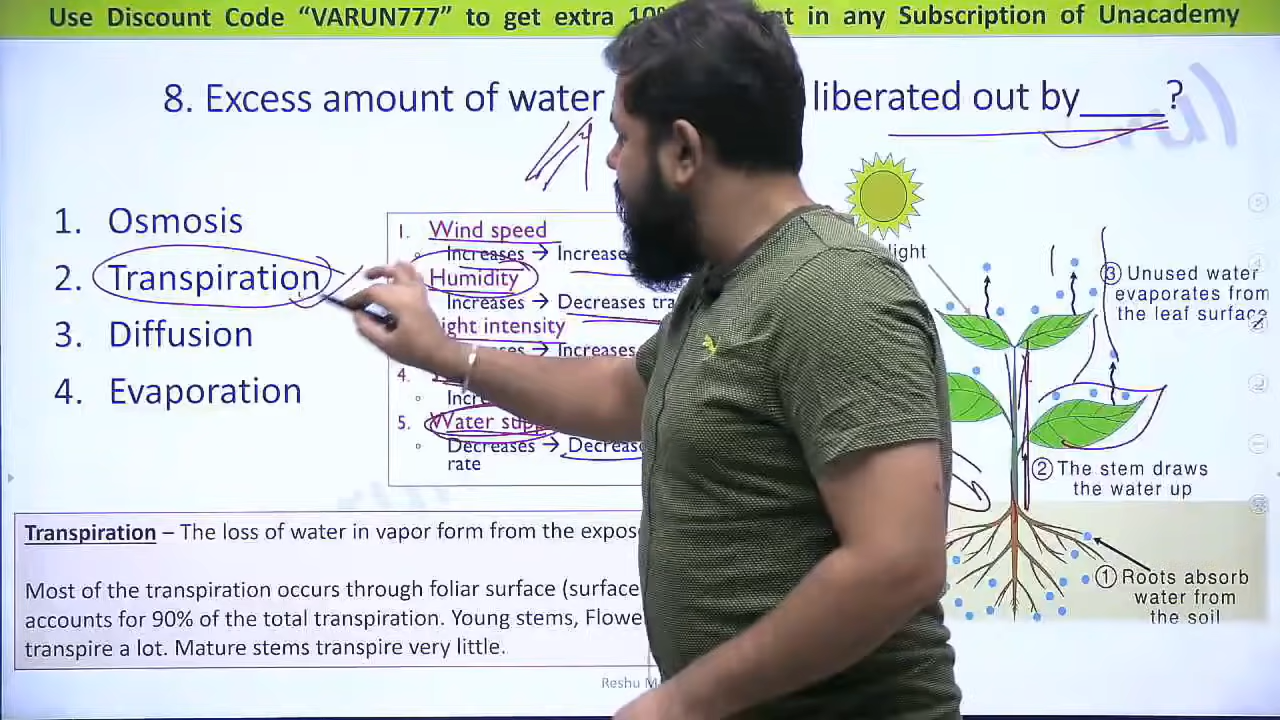 Use Discount Code “VARUN777” to get extra 10% t in any Subscription of Unacademy
8. Excess amount of water liberated out by____?
1. Osmosis
2. Transpiration
3. Diffusion
4. Evaporation
1. Wind speed
Increases → Increase
Humidity
Increases → Decreases
ght intensity
→ Increases
4.
5. Water supp
Decreases → Decreas
rate
light
③ Unused water
evaporates from
the leaf surface
② The stem draws
the water up
① Roots absorb
water from
the soil
Transpiration – The loss of water in vapor form from the expos
Most of the transpiration occurs through foliar surface (surface
accounts for 90% of the total transpiration. Young stems, Flowe
transpire a lot. Mature stems transpire very little.
Reshu M